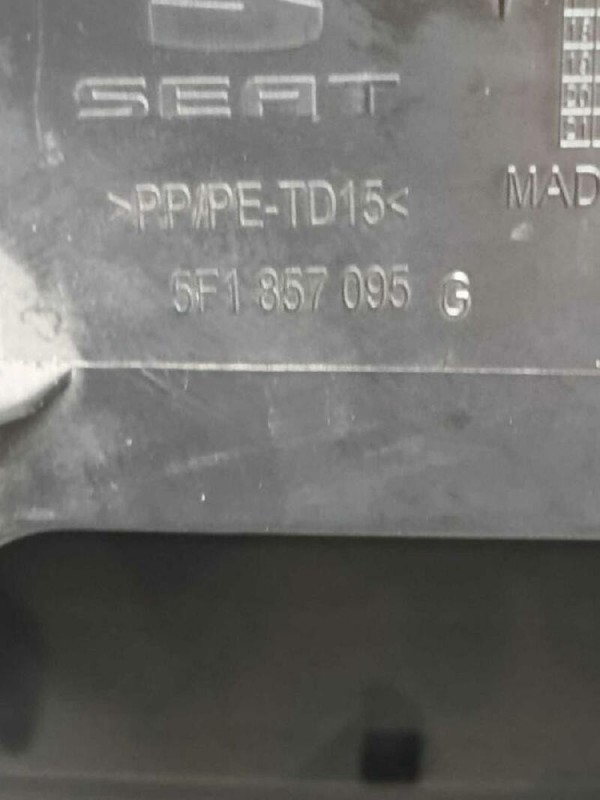 SEAT
>PP/PE-TD15<
MAD
5F1 857 095 G